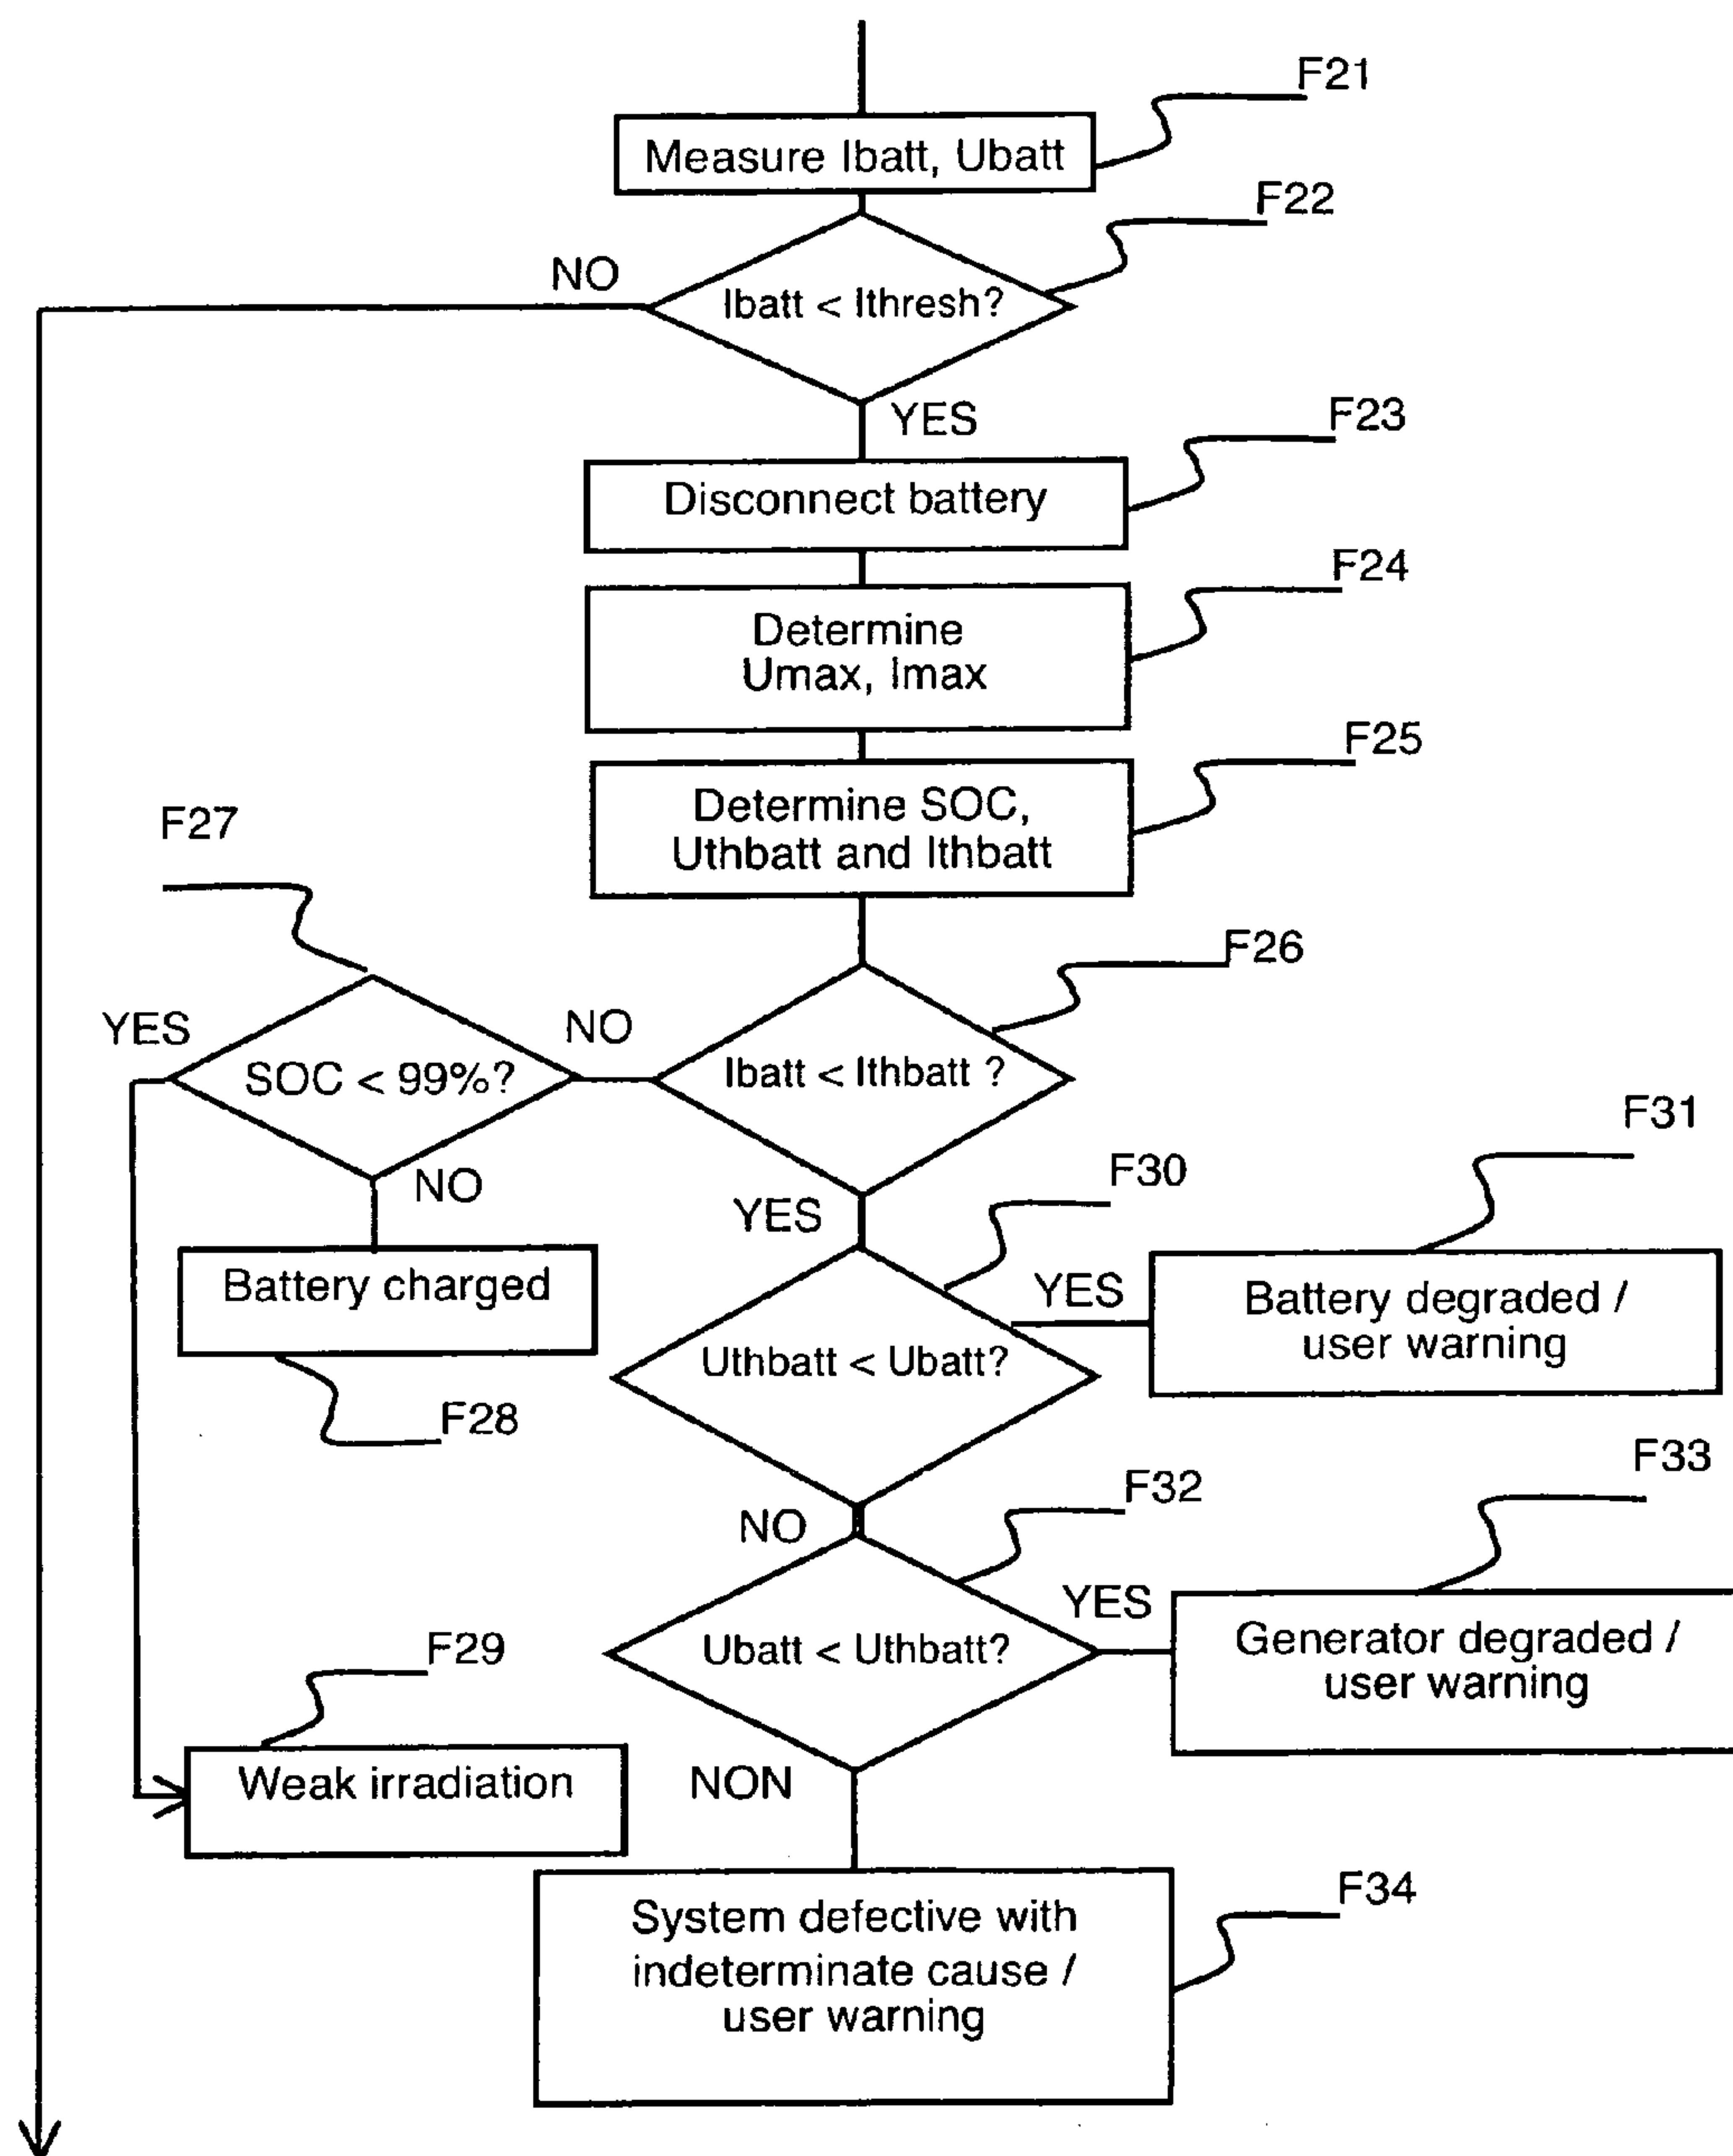 F21
Measure Ibatt, Ubatt
F22
NO
Ibatt < Ithresh?
YES
F23
Disconnect battery
F24
Determine
Umax, Imax
F25
Determine SOC,
Uthbatt and Ithbatt
F27
F26
YES
NO
SOC < 99%?
Ibatt < Ithbatt ?
F31
NO
F30
YES
Battery charged
YES
Battery degraded /
user warning
Uthbatt < Ubatt?
F28
F33
F32
NO
YES
Generator degraded /
user warning
Ubatt < Uthbatt?
F29
Weak irradiation
NON
F34
System defective with
indeterminate cause /
user warning